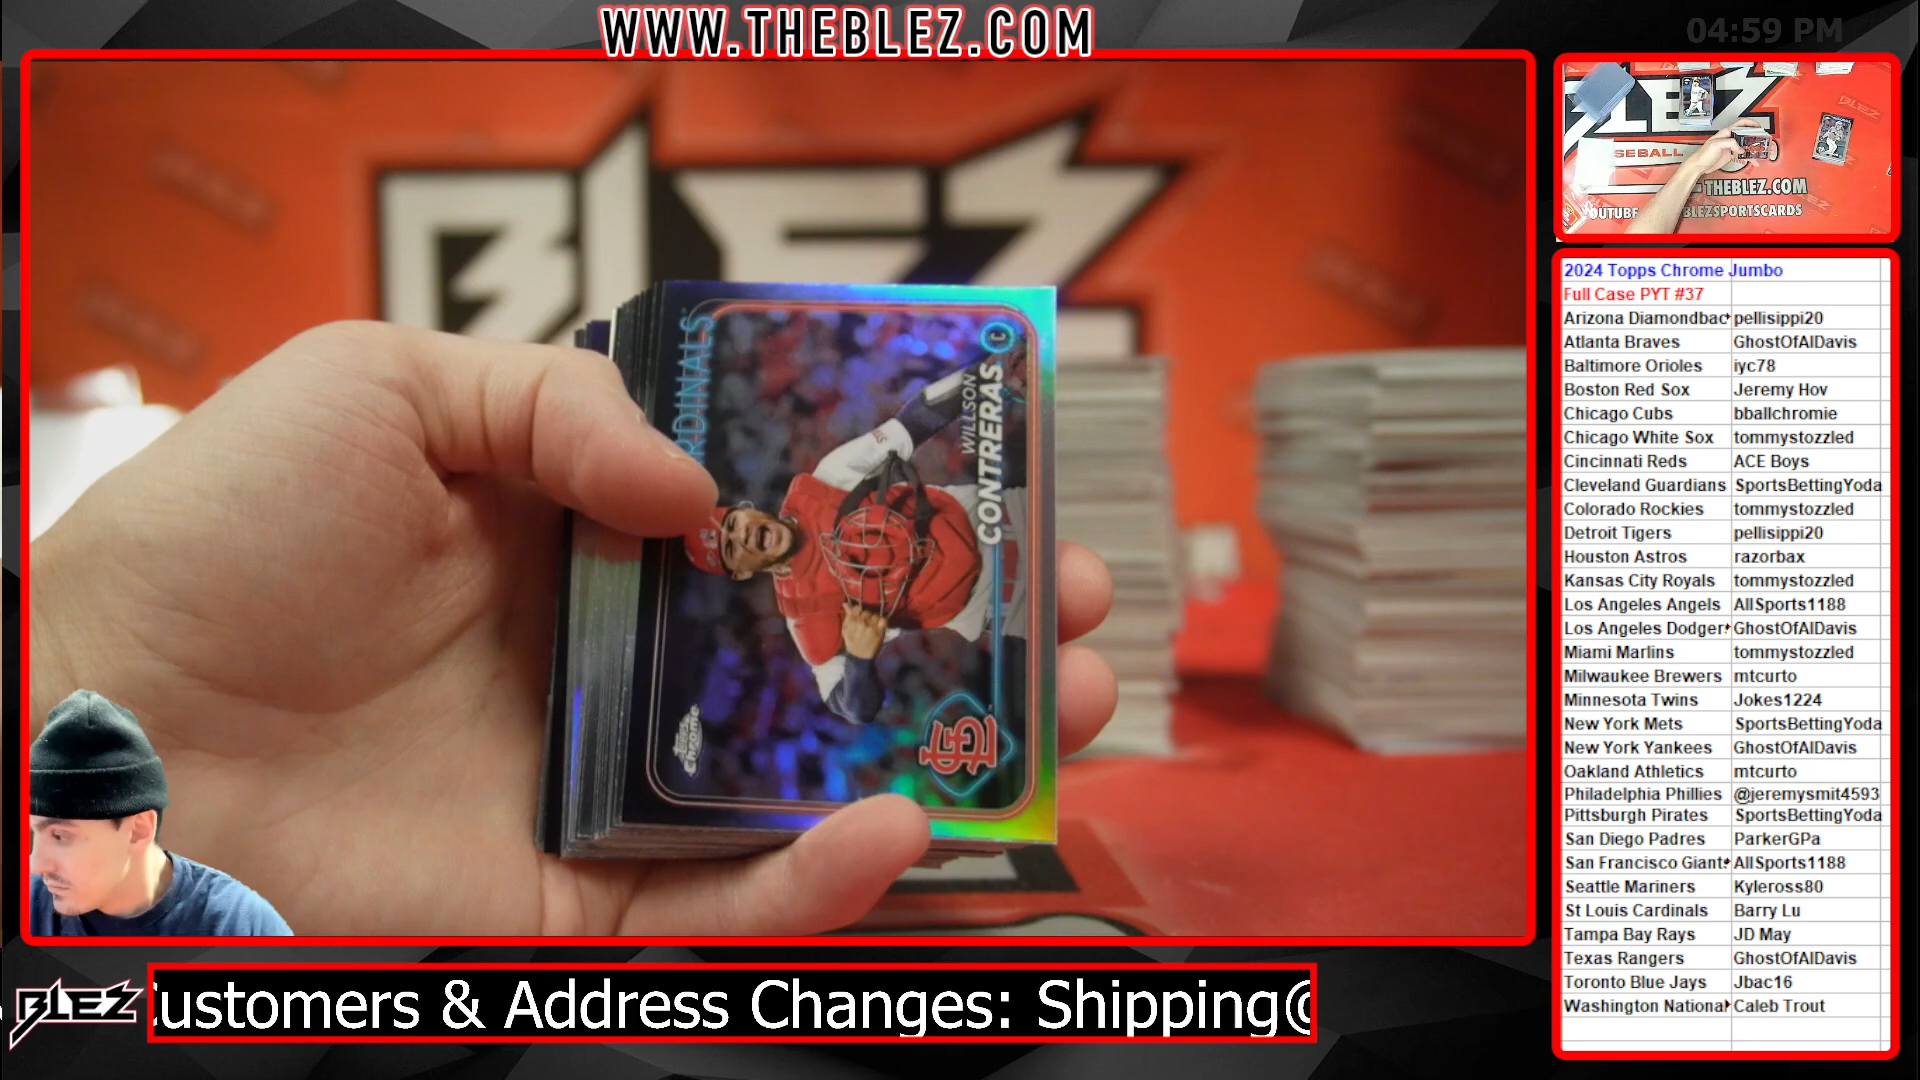 WWW.THEBLEZ.COM
04:59 PM
BLEZ
RDINALS
C
WILLSON
CONTRERAS
Topps
Chrome
BLEZ
SEBALL
THEBLEZ.COM
OUTUBE
BLEZSPORTSCARDS
2024 Topps Chrome Jumbo
Full Case PYT #37
Arizona Diamondbac pellisippi20
Atlanta Braves GhostOfAlDavis
Baltimore Orioles iyc78
Boston Red Sox Jeremy Hov
Chicago Cubs bballchromie
Chicago White Sox tommystozzled
Cincinnati Reds ACE Boys
Cleveland Guardians SportsBettingYoda
Colorado Rockies tommystozzled
Detroit Tigers pellisippi20
Houston Astros razorbax
Kansas City Royals tommystozzled
Los Angeles Angels AllSports1188
Los Angeles Dodger GhostOfAlDavis
Miami Marlins tommystozzled
Milwaukee Brewers mtcurto
Minnesota Twins Jokes1224
New York Mets SportsBettingYoda
New York Yankees GhostOfAlDavis
Oakland Athletics mtcurto
Philadelphia Phillies @jeremysmit4593
Pittsburgh Pirates SportsBettingYoda
San Diego Padres ParkerGPa
San Francisco Giant AllSports1188
Seattle Mariners Kyleross80
St Louis Cardinals Barry Lu
Tampa Bay Rays JD May
Texas Rangers GhostOfAlDavis
Toronto Blue Jays Jbac16
Washington National Caleb Trout
BLEZ
Customers & Address Changes: Shipping@